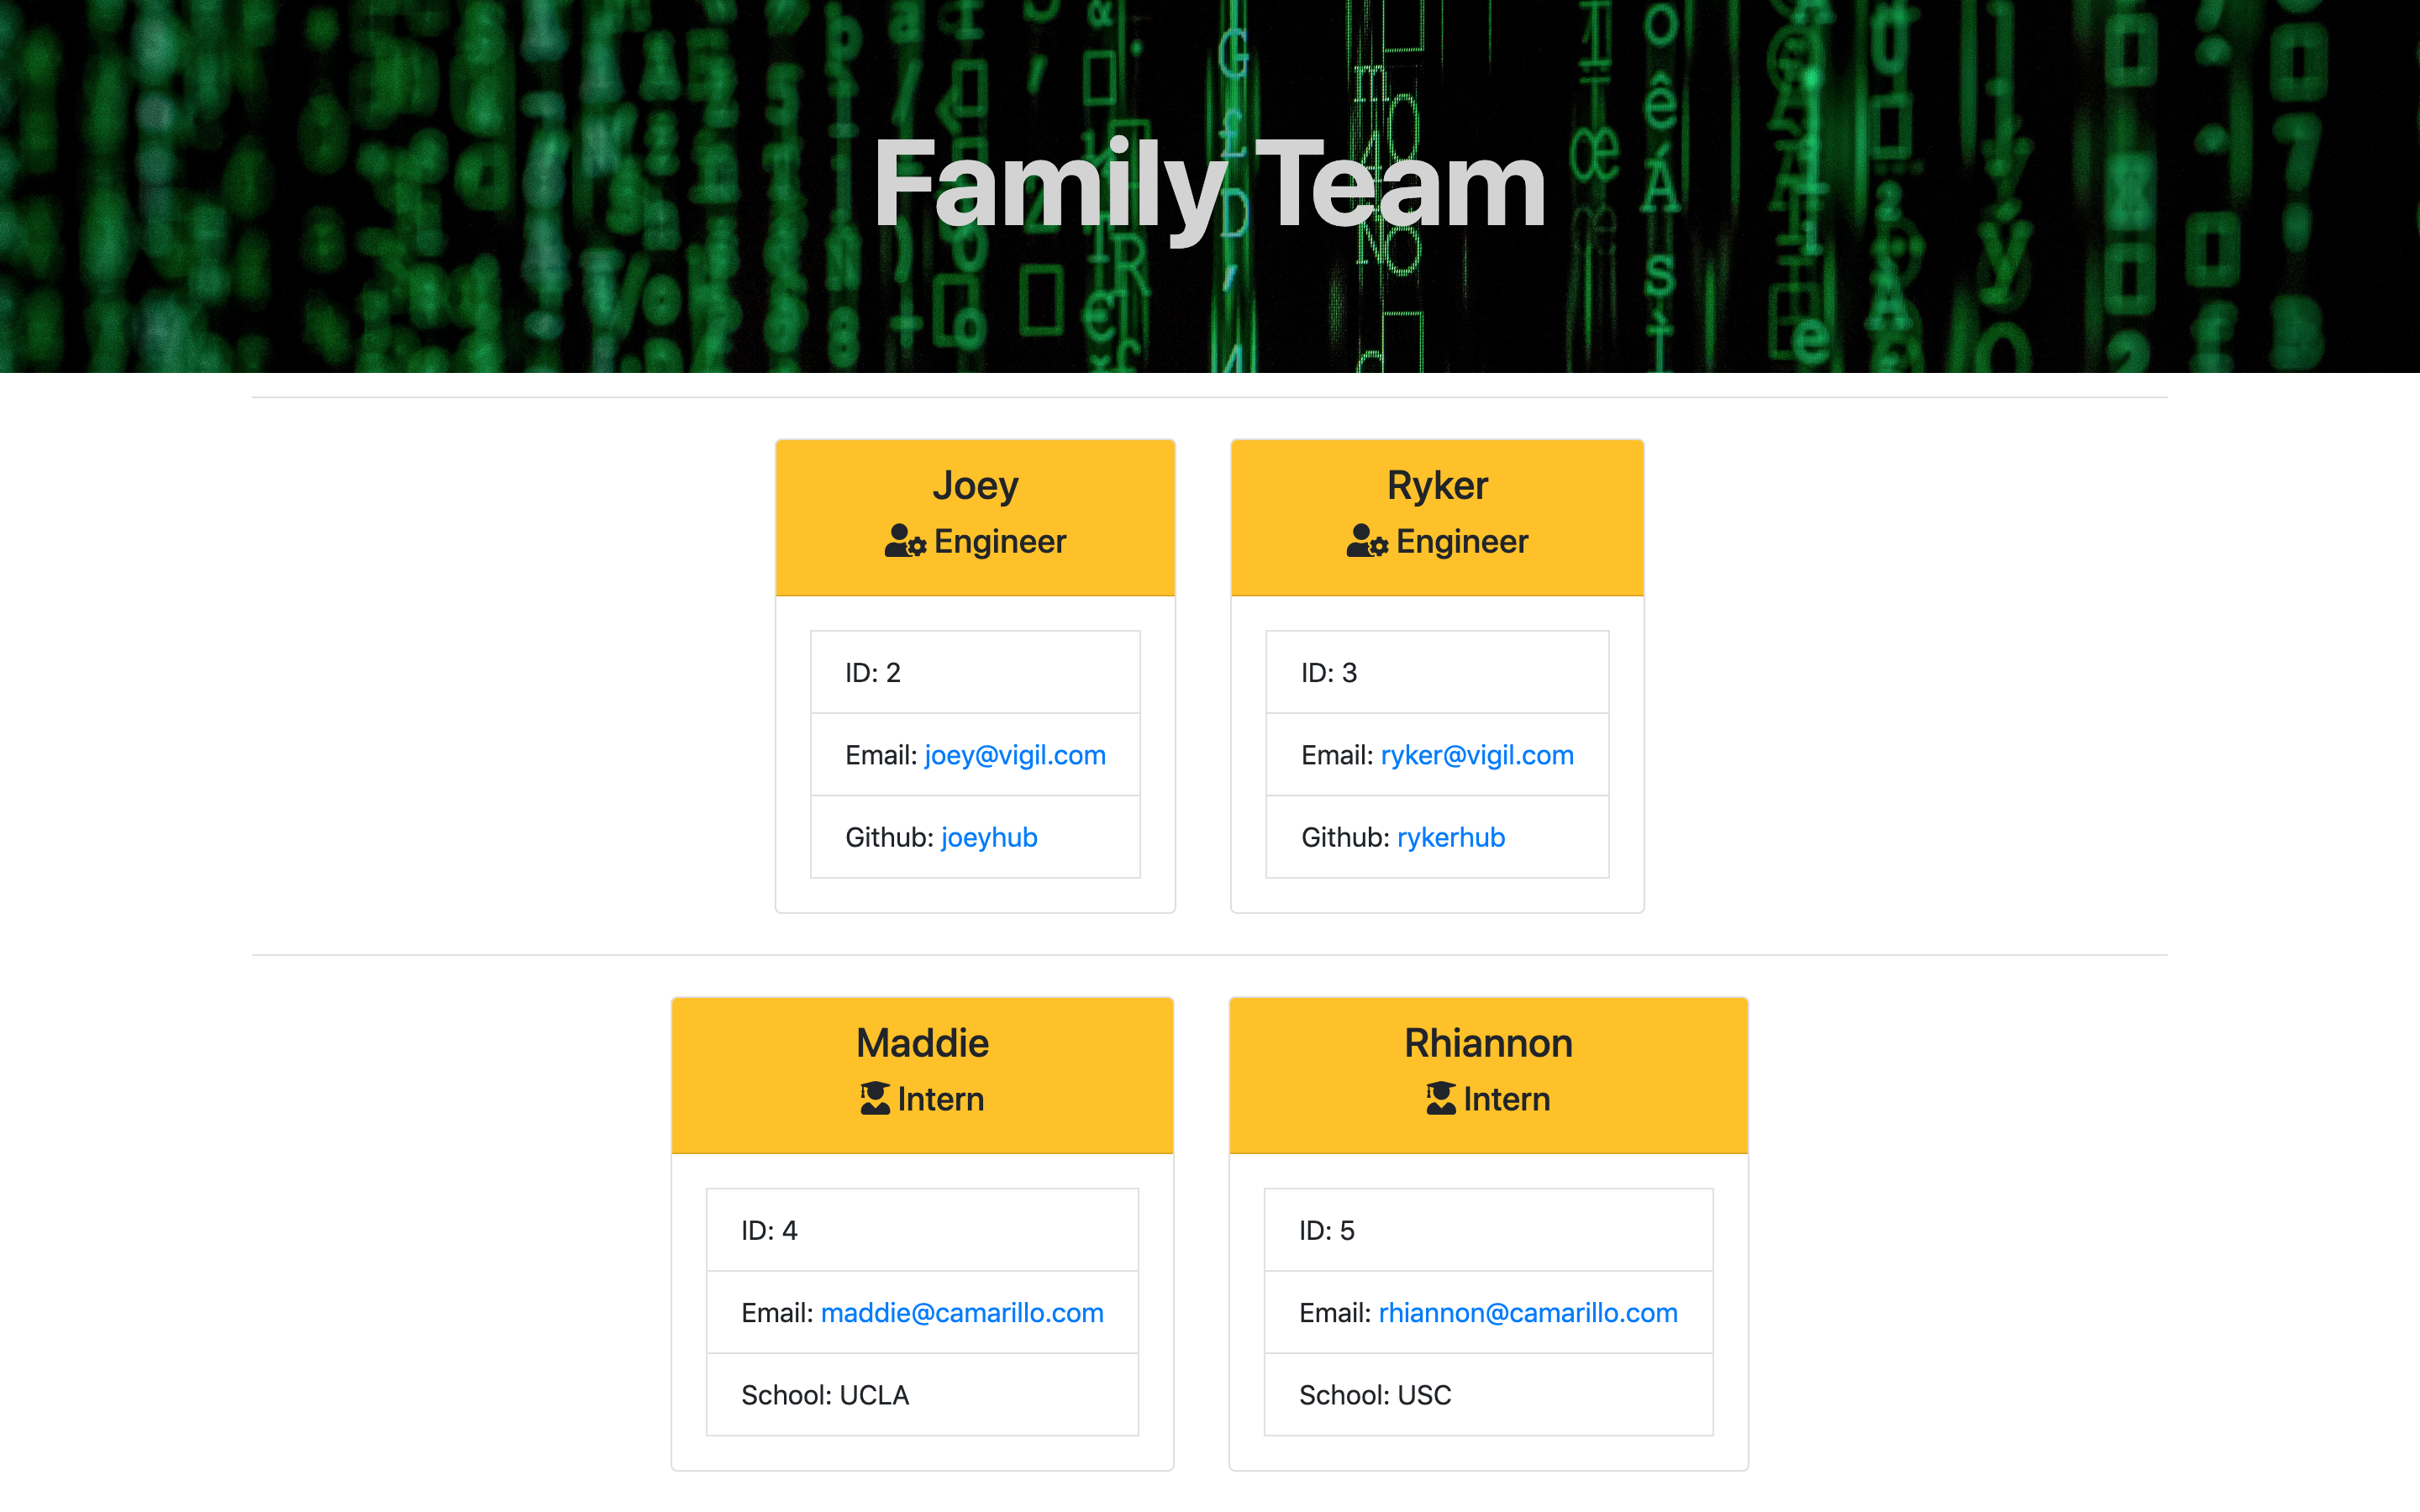 Family Team
Joey
Engineer
ID: 2
Email: joey@vigil.com
Github: joeyhub
Ryker
Engineer
ID: 3
Email: ryker@vigil.com
Github: rykerhub
Maddie
Intern
ID: 4
Email: maddie@camarillo.com
School: UCLA
Rhiannon
Intern
ID: 5
Email: rhiannon@camarillo.com
School: USC